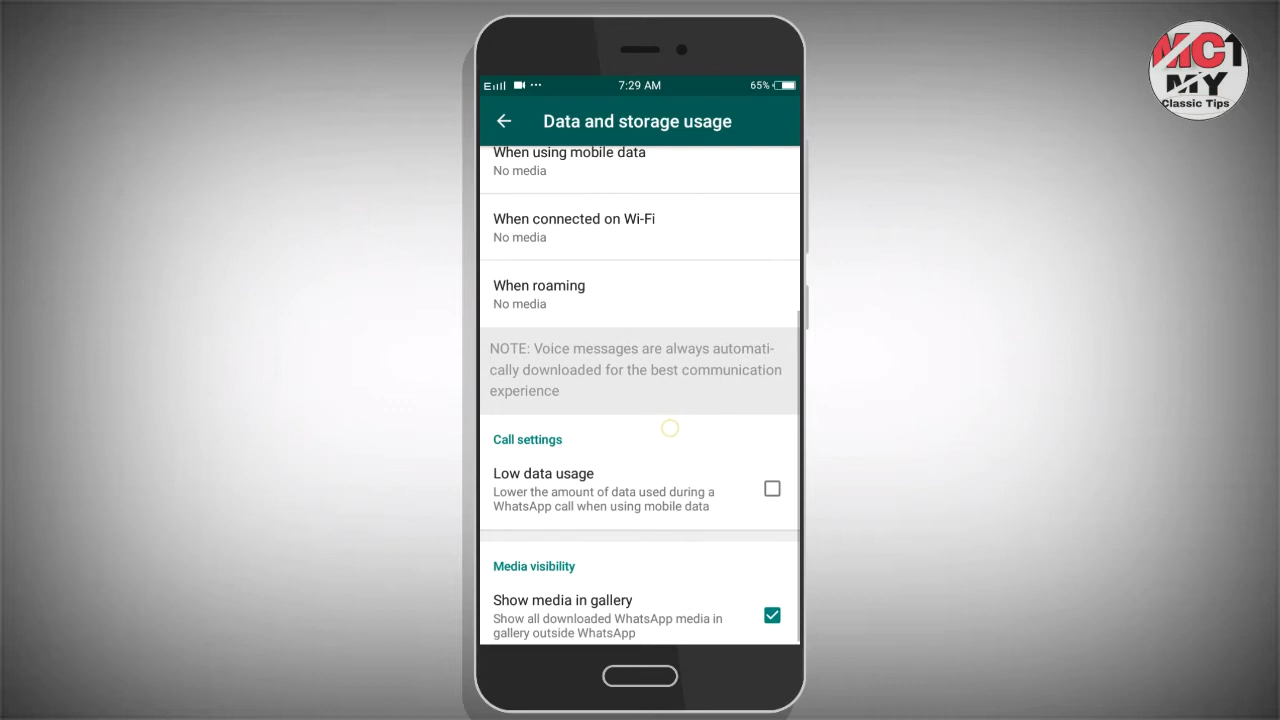 MCT
MY
Classic Tips
E 7:29 AM 65%
Data and storage usage
When using mobile data
No media
When connected on Wi-Fi
No media
When roaming
No media
NOTE: Voice messages are always automati-
cally downloaded for the best communication
experience
Call settings
Low data usage
Lower the amount of data used during a
WhatsApp call when using mobile data
Media visibility
Show media in gallery
Show all downloaded WhatsApp media in
gallery outside WhatsApp